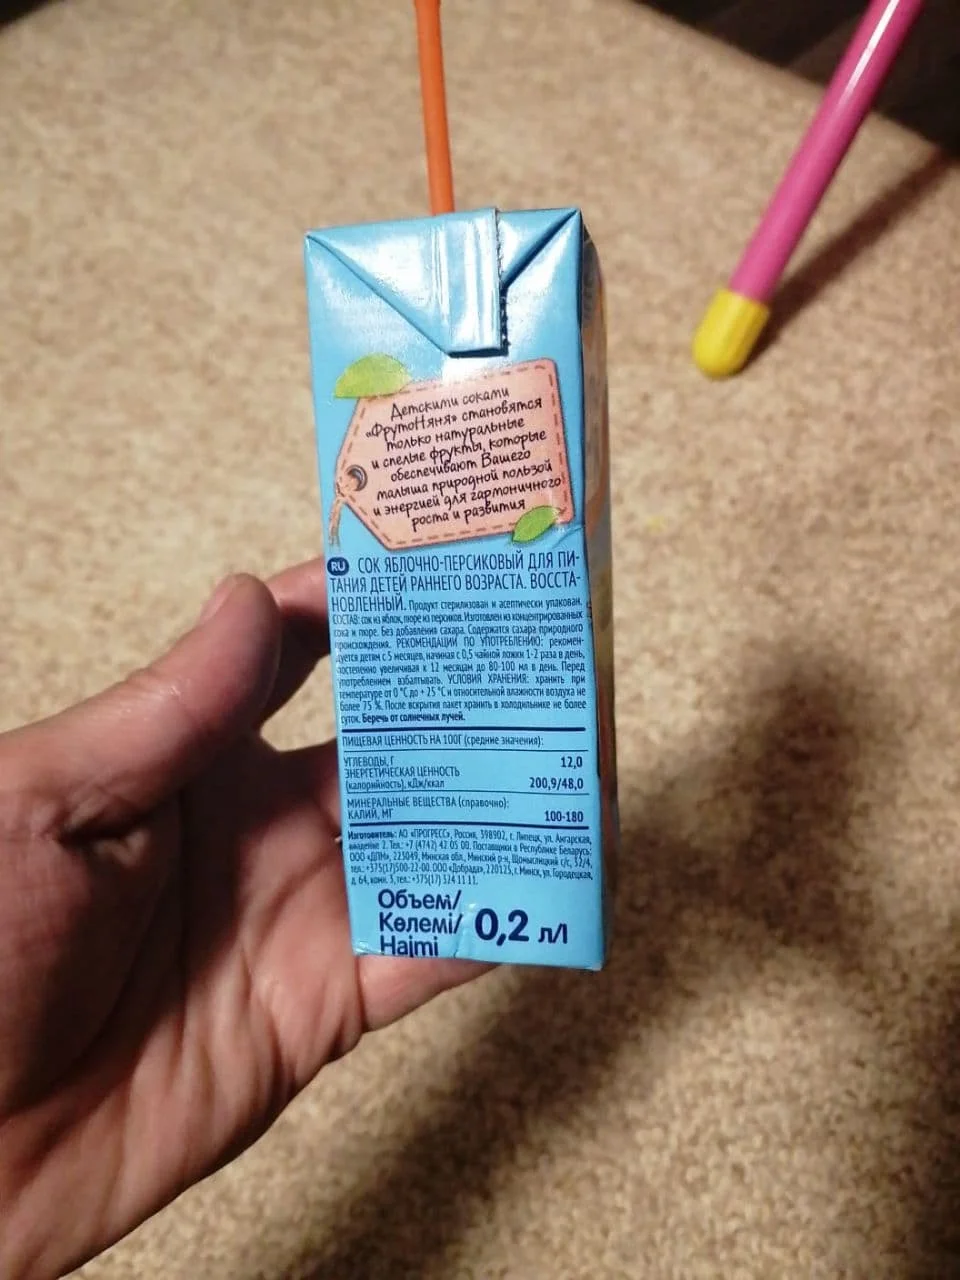 Детскими соками
«ФрутоНяня» становятся
только натуральные
и спелые фрукты, которые
обеспечивают Вашего
малыша природной пользой
и энергией для гармоничного
роста и развития
RU СОК ЯБЛОЧНО-ПЕРСИКОВЫЙ ДЛЯ ПИ-
ТАНИЯ ДЕТЕЙ РАННЕГО ВОЗРАСТА. ВОССТА-
НОВЛЕННЫЙ. Продукт стерилизован и асептически упакован.
СОСТАВ: сок из яблок, пюре из персиков. Изготовлен из концентрированных
сока и пюре. Без добавления сахара. Содержатся сахара природного
происхождения. РЕКОМЕНДАЦИИ ПО УПОТРЕБЛЕНИЮ: рекомен-
дуется детям с 5 месяцев, начиная с 0,5 чайной ложки 1-2 раза в день,
постепенно увеличивая к 12 месяцам до 80-100 мл в день. Перед
употреблением взбалтывать. УСЛОВИЯ ХРАНЕНИЯ: хранить при
температуре от 0 °С до + 25 °С и относительной влажности воздуха не
более 75 %. После вскрытия пакет хранить в холодильнике не более
суток. Беречь от солнечных лучей.
ПИЩЕВАЯ ЦЕННОСТЬ НА 100Г (средние значения):
УГЛЕВОДЫ, Г 12,0
ЭНЕРГЕТИЧЕСКАЯ ЦЕННОСТЬ
(калорийность), кДж/ккал 200,9/48,0
МИНЕРАЛЬНЫЕ ВЕЩЕСТВА (справочно):
КАЛИЙ, МГ 100-180
Изготовитель: АО «ПРОГРЕСС», Россия, 398902, г. Липецк, ул. Ангарская,
владение 2. Тел.: +7 (4742) 42 05 00. Поставщики в Республике Беларусь:
ООО «ДПМ», 223049, Минская обл., Минский р-н, Щомыслицкий с/с, 32/4,
тел.: +375(17)500-22-00. ООО «Добрада», 220125, г. Минск, ул. Городецкая,
д. 64, комн. 3, тел.: +375(17) 324 11 11.
Объем/
Көлемі/ 0,2 л/l
Hajmi